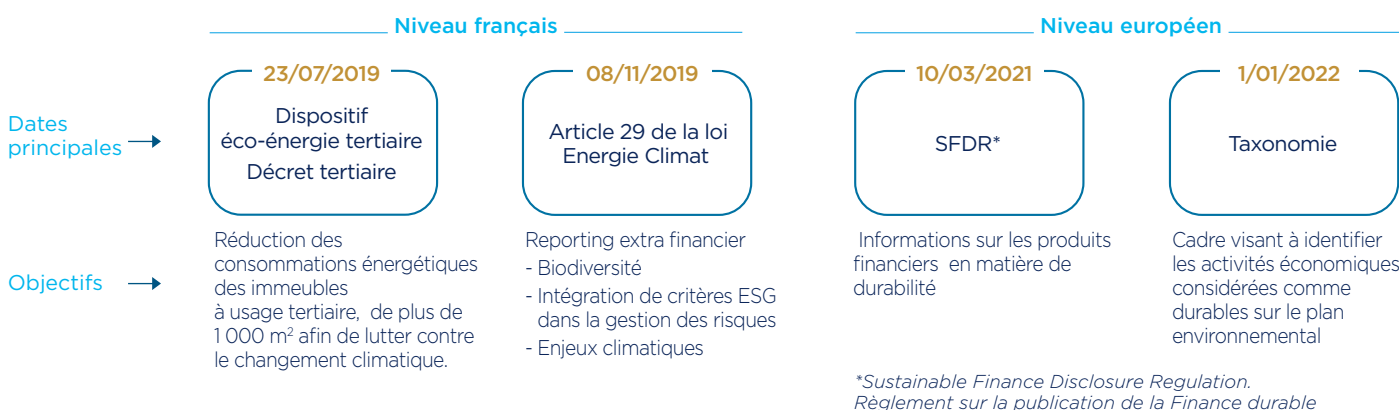 Niveau français
Niveau européen
Dates
principales
23/07/2019
Dispositif
éco-énergie tertiaire
Décret tertiaire
08/11/2019
Article 29 de la loi
Energie Climat
10/03/2021
SFDR*
1/01/2022
Taxonomie
Objectifs
Réduction des
consommations énergétiques
des immeubles
à usage tertiaire, de plus de
1 000 m² afin de lutter contre
le changement climatique.
Reporting extra financier
- Biodiversité
- Intégration de critères ESG
dans la gestion des risques
- Enjeux climatiques
Informations sur les produits
financiers en matière de
durabilité
Cadre visant à identifier
les activités économiques
considérées comme
durables sur le plan
environnemental
*Sustainable Finance Disclosure Regulation.
Règlement sur la publication de la Finance durable